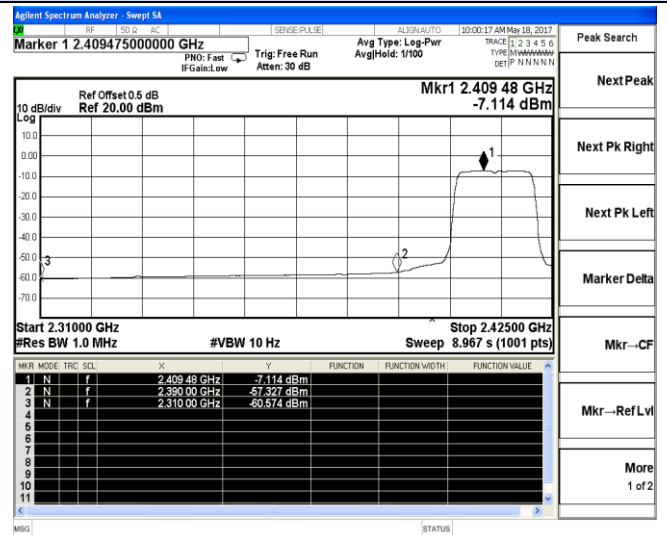 Agilent Spectrum Analyzer - Swept SA
RF 50 Ω AC SENSE:PULSE ALIGN AUTO 10:00:17 AM May 18, 2017
Marker 1 2.409475000000 GHz
PNO: Fast Trig: Free Run Avg Type: Log-Pwr TRACE 1 2 3 4 5 6
IFGain:Low Atten: 30 dB Avg|Hold: 1/100 TYPE MWWWWW
DET P N N N N N
Peak Search
Ref Offset 0.5 dB Mkr1 2.409 48 GHz
10 dB/div Ref 20.00 dBm -7.114 dBm
Log
10.0
0.00
-10.0
-20.0
-30.0
-40.0
-50.0
-60.0
-70.0
1
2
3
Start 2.31000 GHz Stop 2.42500 GHz
#Res BW 1.0 MHz #VBW 10 Hz Sweep 8.967 s (1001 pts)
MKR MODE TRC SCL X Y FUNCTION FUNCTION WIDTH FUNCTION VALUE
1 N f 2.409 48 GHz -7.114 dBm
2 N f 2.390 00 GHz -57.327 dBm
3 N f 2.310 00 GHz -60.574 dBm
4
5
6
7
8
9
10
11
MSG STATUS
Next Peak
Next Pk Right
Next Pk Left
Marker Delta
Mkr→CF
Mkr→Ref Lvl
More
1 of 2